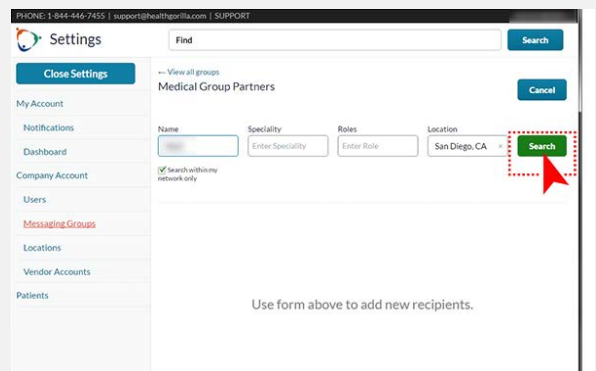 PHONE: 1-844-446-7455 | support@healthgorilla.com | SUPPORT
Settings
Find
Search
Close Settings
← View all groups
Medical Group Partners
Cancel
My Account
Notifications
Dashboard
Company Account
Users
Messaging Groups
Locations
Vendor Accounts
Patients
Name
Speciality
Roles
Location
Enter Speciality
Enter Role
San Diego, CA ×
Search
Search within my
network only
Use form above to add new recipients.